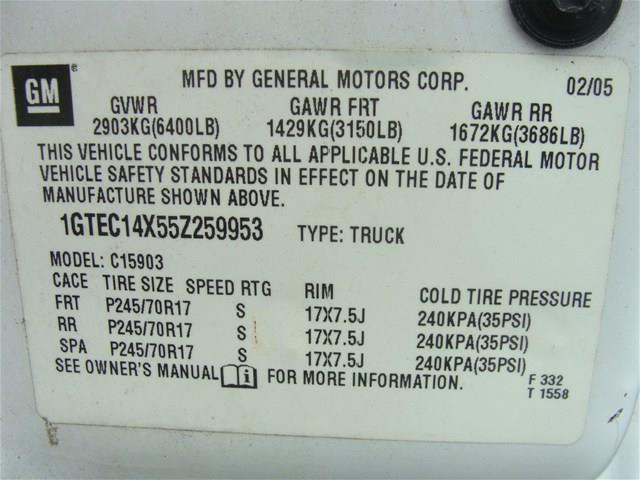 GM®
MFD BY GENERAL MOTORS CORP. 02/05
GVWR GAWR FRT GAWR RR
2903KG(6400LB) 1429KG(3150LB) 1672KG(3686LB)
THIS VEHICLE CONFORMS TO ALL APPLICABLE U.S. FEDERAL MOTOR
VEHICLE SAFETY STANDARDS IN EFFECT ON THE DATE OF
MANUFACTURE SHOWN ABOVE.
1GTEC14X55Z259953 TYPE: TRUCK
MODEL: C15903
CACE TIRE SIZE SPEED RTG RIM COLD TIRE PRESSURE
FRT P245/70R17 S 17X7.5J 240KPA(35PSI)
RR P245/70R17 S 17X7.5J 240KPA(35PSI)
SPA P245/70R17 S 17X7.5J 240KPA(35PSI)
SEE OWNER'S MANUAL i FOR MORE INFORMATION.
F 332
T 1558